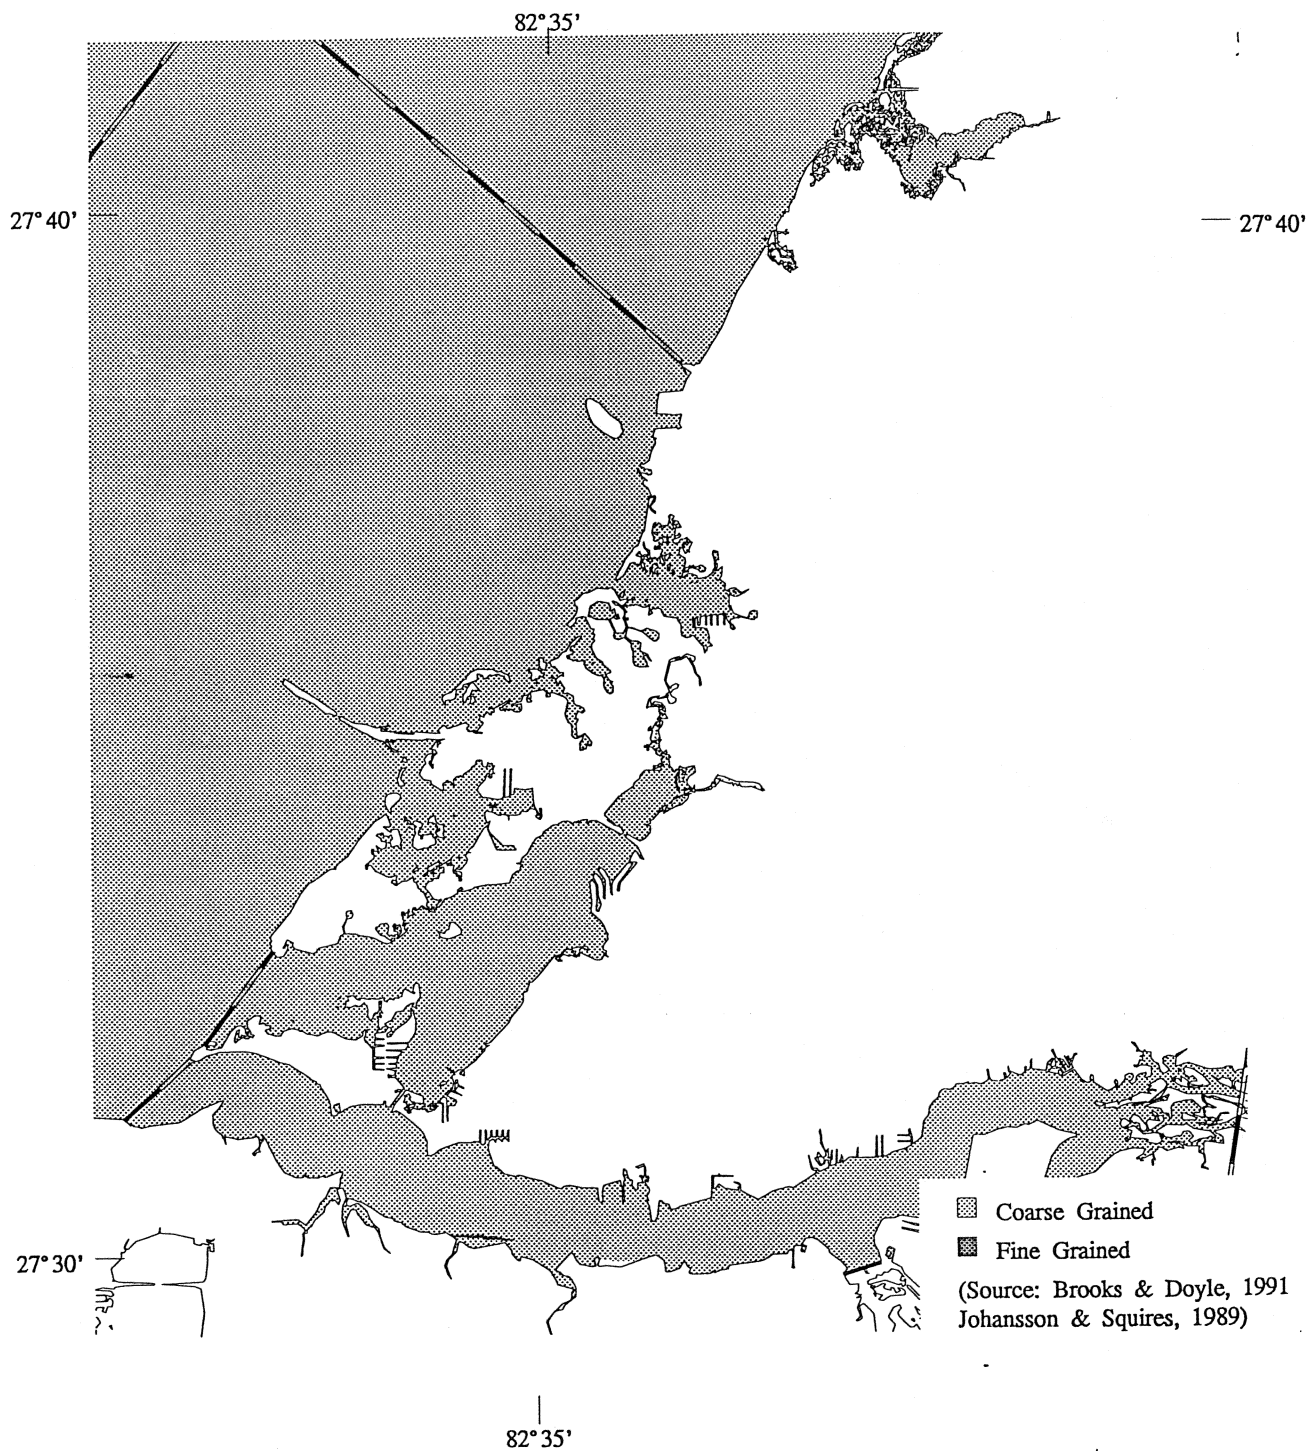 82°35'
27°40'
27°40'
27°30'
Coarse Grained
Fine Grained
(Source: Brooks & Doyle, 1991
Johansson & Squires, 1989)
82°35'